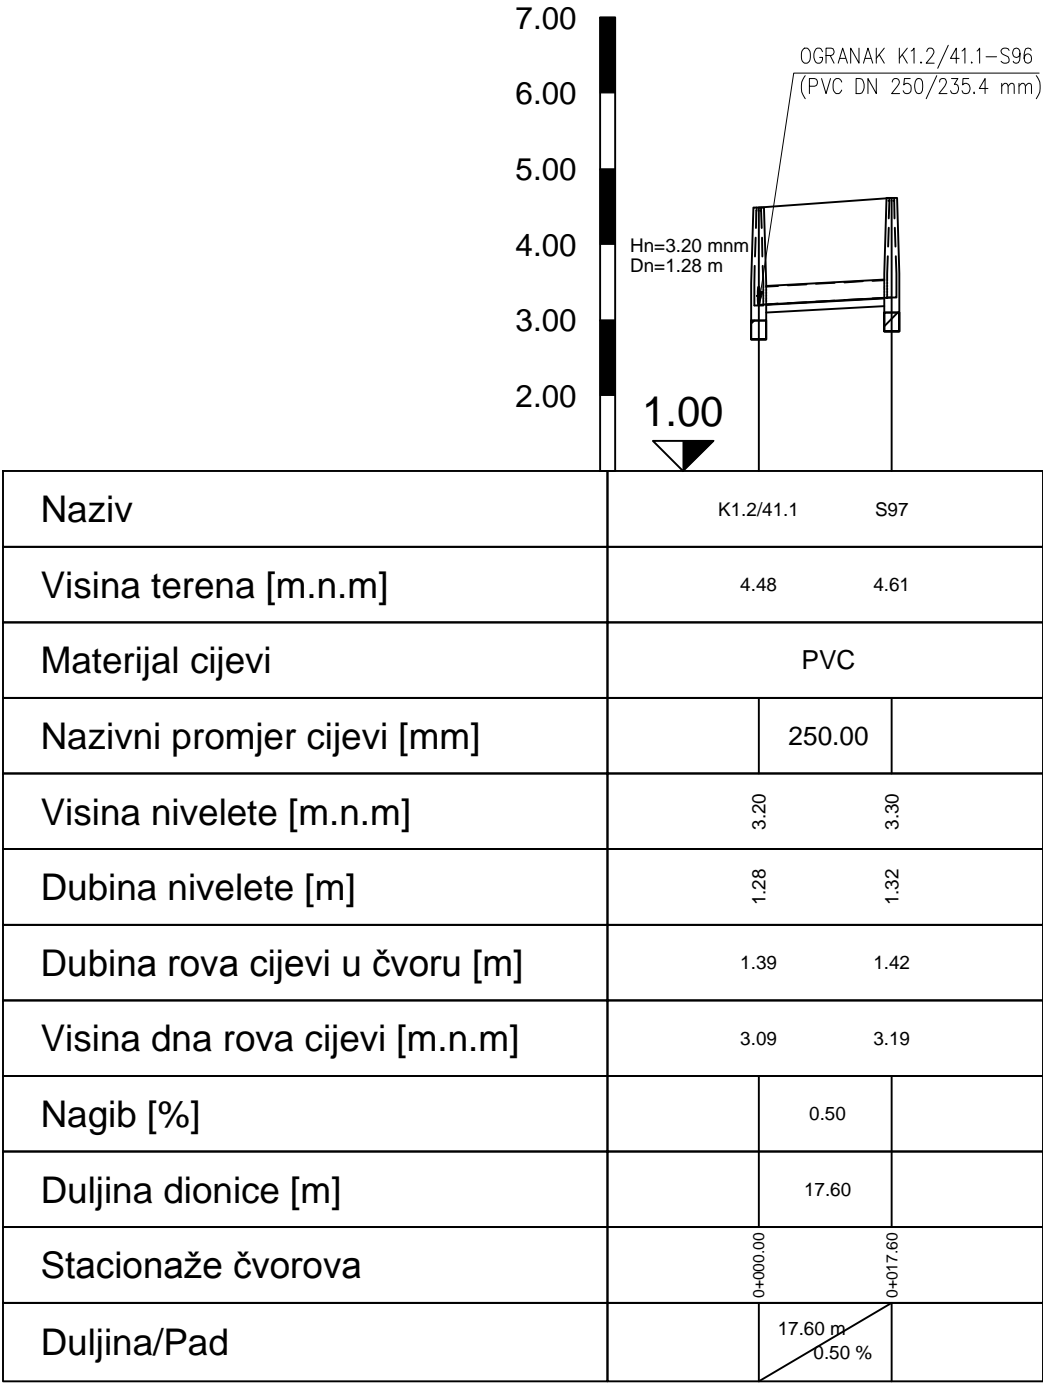 7.00
OGRANAK K1.2/41.1-S96
(PVC DN 250/235.4 mm)
6.00
5.00
4.00
Hn=3.20 mnm
Dn=1.28 m
3.00
2.00
1.00
Naziv K1.2/41.1 S97
Visina terena [m.n.m] 4.48 4.61
Materijal cijevi PVC
Nazivni promjer cijevi [mm] 250.00
Visina nivelete [m.n.m] 3.20 3.30
Dubina nivelete [m] 1.28 1.32
Dubina rova cijevi u čvoru [m] 1.39 1.42
Visina dna rova cijevi [m.n.m] 3.09 3.19
Nagib [%] 0.50
Duljina dionice [m] 17.60
Stacionaže čvorova 0+000.00 0+017.60
Duljina/Pad 17.60 m
0.50 %